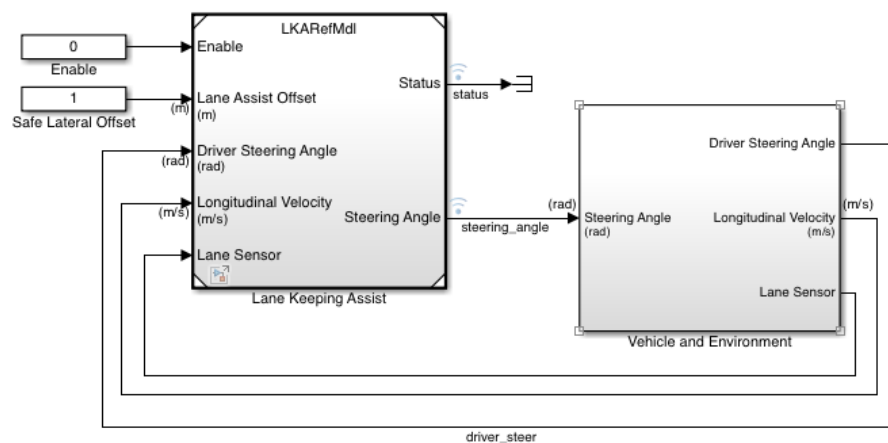 LKARefMdl
0
Enable
Enable
1
Safe Lateral Offset
(m)
Lane Assist Offset
(m)
(rad)
Driver Steering Angle
(rad)
(m/s)
Longitudinal Velocity
(m/s)
Lane Sensor
Status
status
Steering Angle
steering_angle
Lane Keeping Assist
(rad)
Steering Angle
(rad)
Driver Steering Angle
Longitudinal Velocity
(m/s)
(m/s)
Lane Sensor
Vehicle and Environment
driver_steer